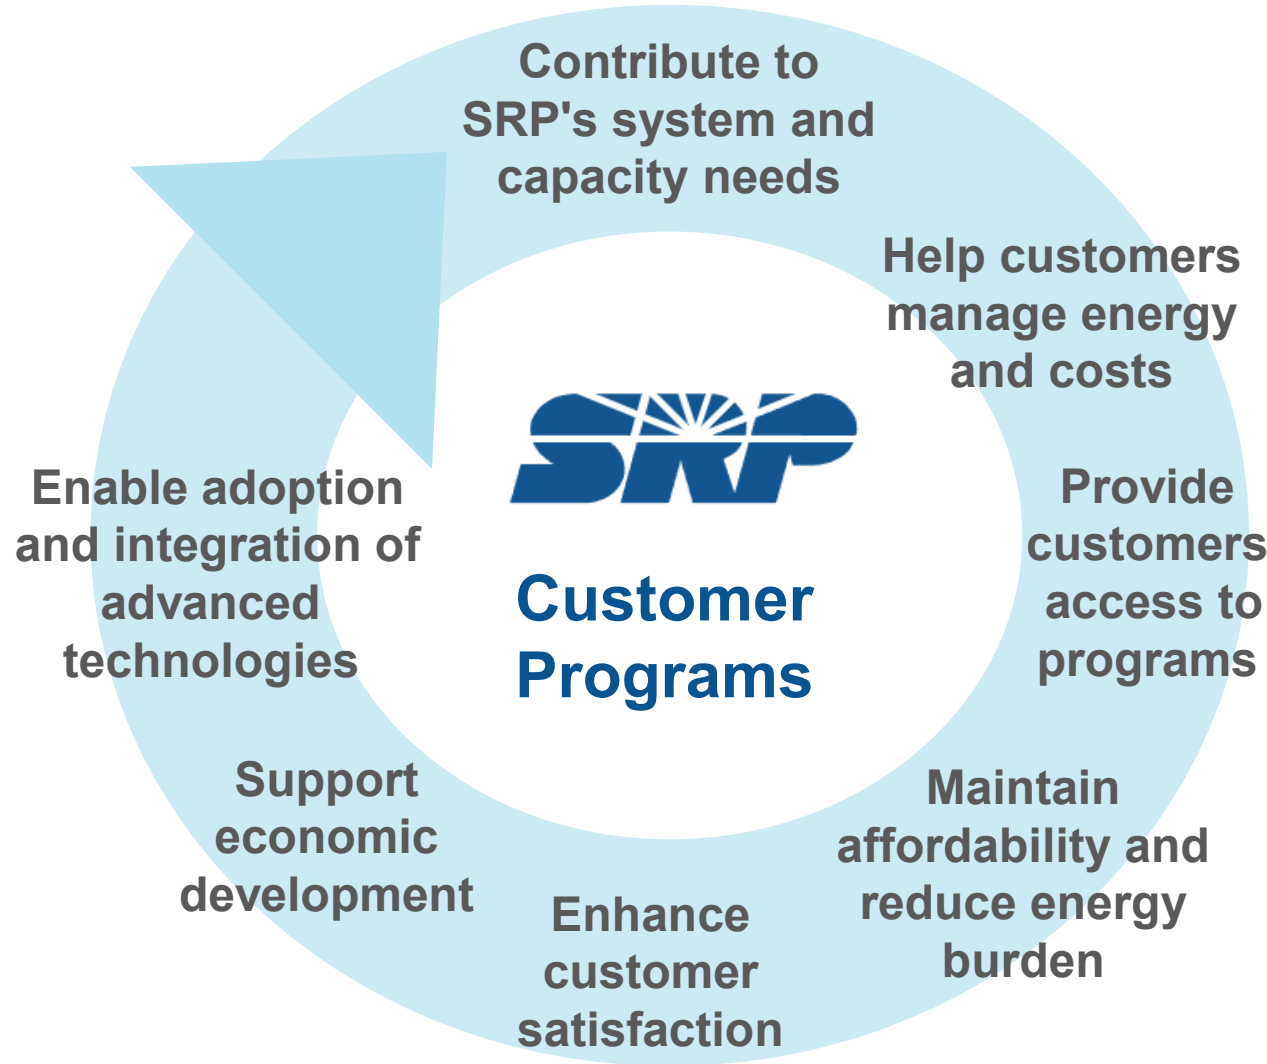 Contribute to
SRP's system and
capacity needs
Help customers
manage energy
and costs
Provide
customers
access to
programs
Maintain
affordability and
reduce energy
burden
Enhance
customer
satisfaction
Support
economic
development
Enable adoption
and integration of
advanced
technologies
SRP
Customer
Programs